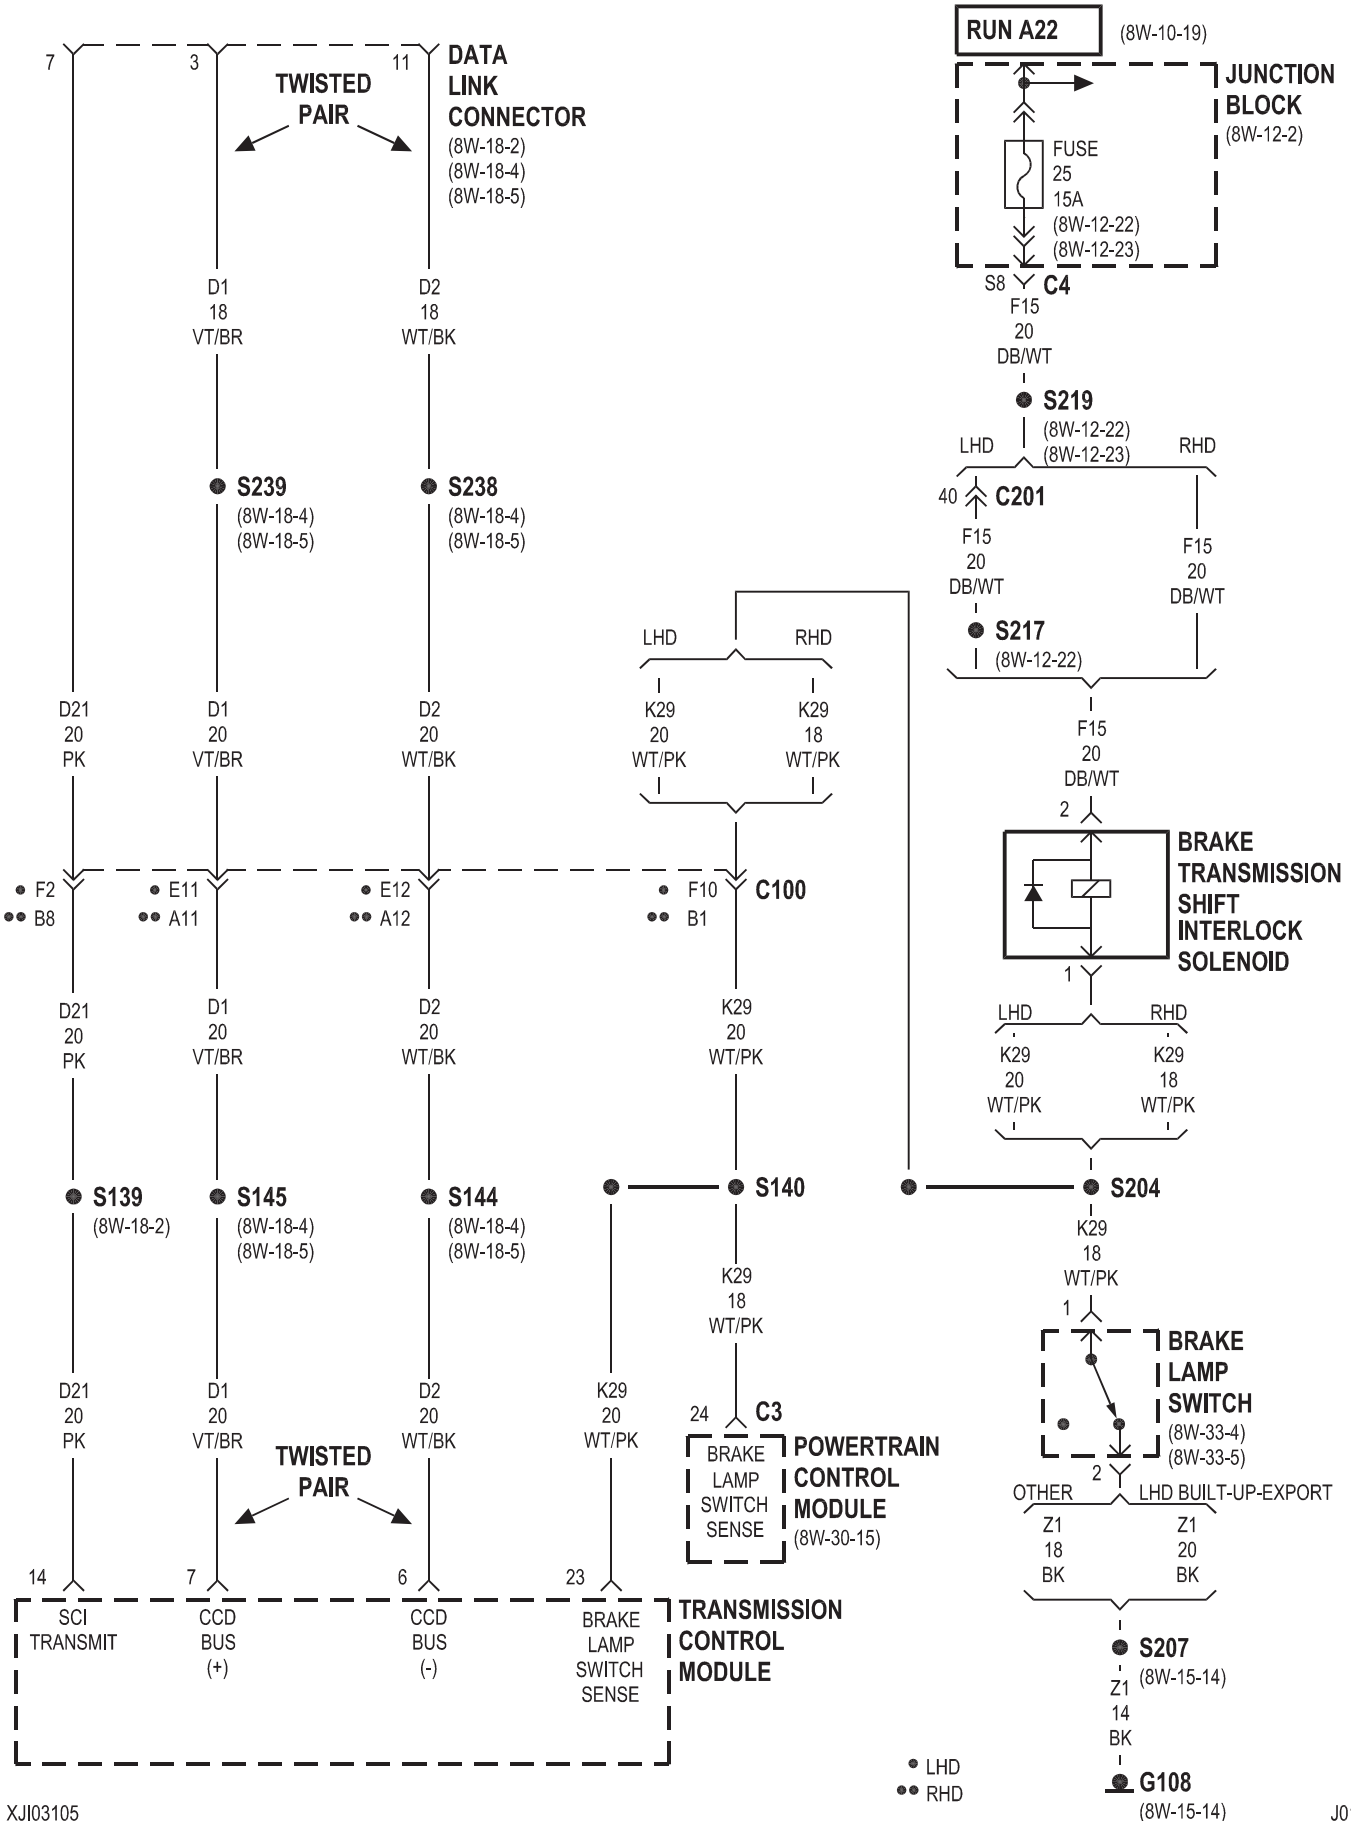 RUN A22
(8W-10-19)
7
3
11
DATA
LINK
CONNECTOR
(8W-18-2)
(8W-18-4)
(8W-18-5)
TWISTED
PAIR
JUNCTION
BLOCK
(8W-12-2)
FUSE
25
15A
(8W-12-22)
(8W-12-23)
S8
C4
F15
20
DB/WT
D1
18
VT/BR
D2
18
WT/BK
S219
(8W-12-22)
(8W-12-23)
LHD
RHD
40
C201
F15
20
DB/WT
F15
20
DB/WT
S239
(8W-18-4)
(8W-18-5)
S238
(8W-18-4)
(8W-18-5)
S217
(8W-12-22)
LHD
RHD
D21
20
PK
D1
20
VT/BR
D2
20
WT/BK
K29
20
WT/PK
K29
18
WT/PK
F15
20
DB/WT
2
BRAKE
TRANSMISSION
SHIFT
INTERLOCK
SOLENOID
1
F2
B8
E11
A11
E12
A12
F10
B1
C100
D21
20
PK
D1
20
VT/BR
D2
20
WT/BK
K29
20
WT/PK
LHD
RHD
K29
20
WT/PK
K29
18
WT/PK
S139
(8W-18-2)
S145
(8W-18-4)
(8W-18-5)
S144
(8W-18-4)
(8W-18-5)
S140
S204
K29
18
WT/PK
K29
18
WT/PK
1
BRAKE
LAMP
SWITCH
(8W-33-4)
(8W-33-5)
2
D21
20
PK
D1
20
VT/BR
D2
20
WT/BK
K29
20
WT/PK
24
C3
BRAKE
LAMP
SWITCH
SENSE
POWERTRAIN
CONTROL
MODULE
(8W-30-15)
TWISTED
PAIR
OTHER
LHD BUILT-UP-EXPORT
Z1
18
BK
Z1
20
BK
14
7
6
23
SCI
TRANSMIT
CCD
BUS
(+)
CCD
BUS
(-)
BRAKE
LAMP
SWITCH
SENSE
TRANSMISSION
CONTROL
MODULE
S207
(8W-15-14)
Z1
14
BK
G108
(8W-15-14)
LHD
RHD
XJI03105